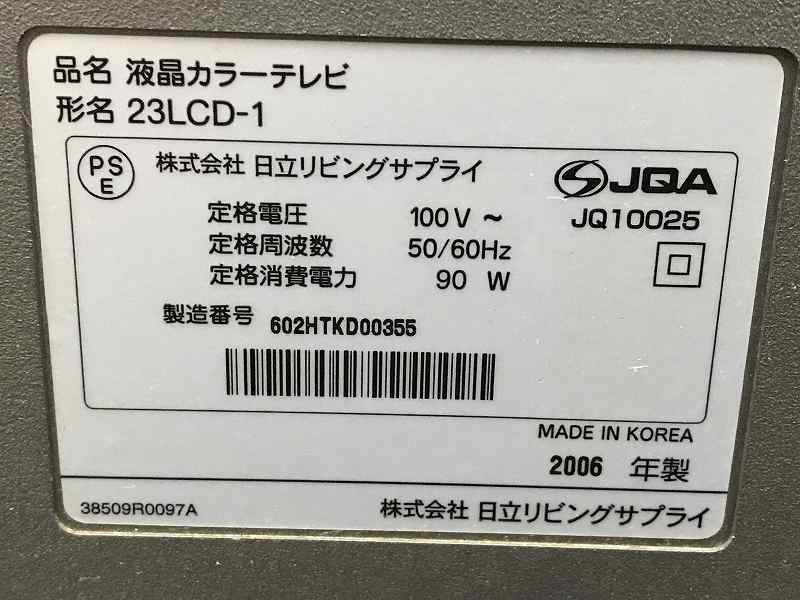 品名 液晶カラーテレビ
形名 23LCD-1
PS E 株式会社 日立リビングサプライ
JQA
定格電圧 100V ~
JQ10025
定格周波数 50/60Hz
定格消費電力 90 W
製造番号 602HTKD00355
MADE IN KOREA
2006 年製
38509R0097A 株式会社 日立リビングサプライ